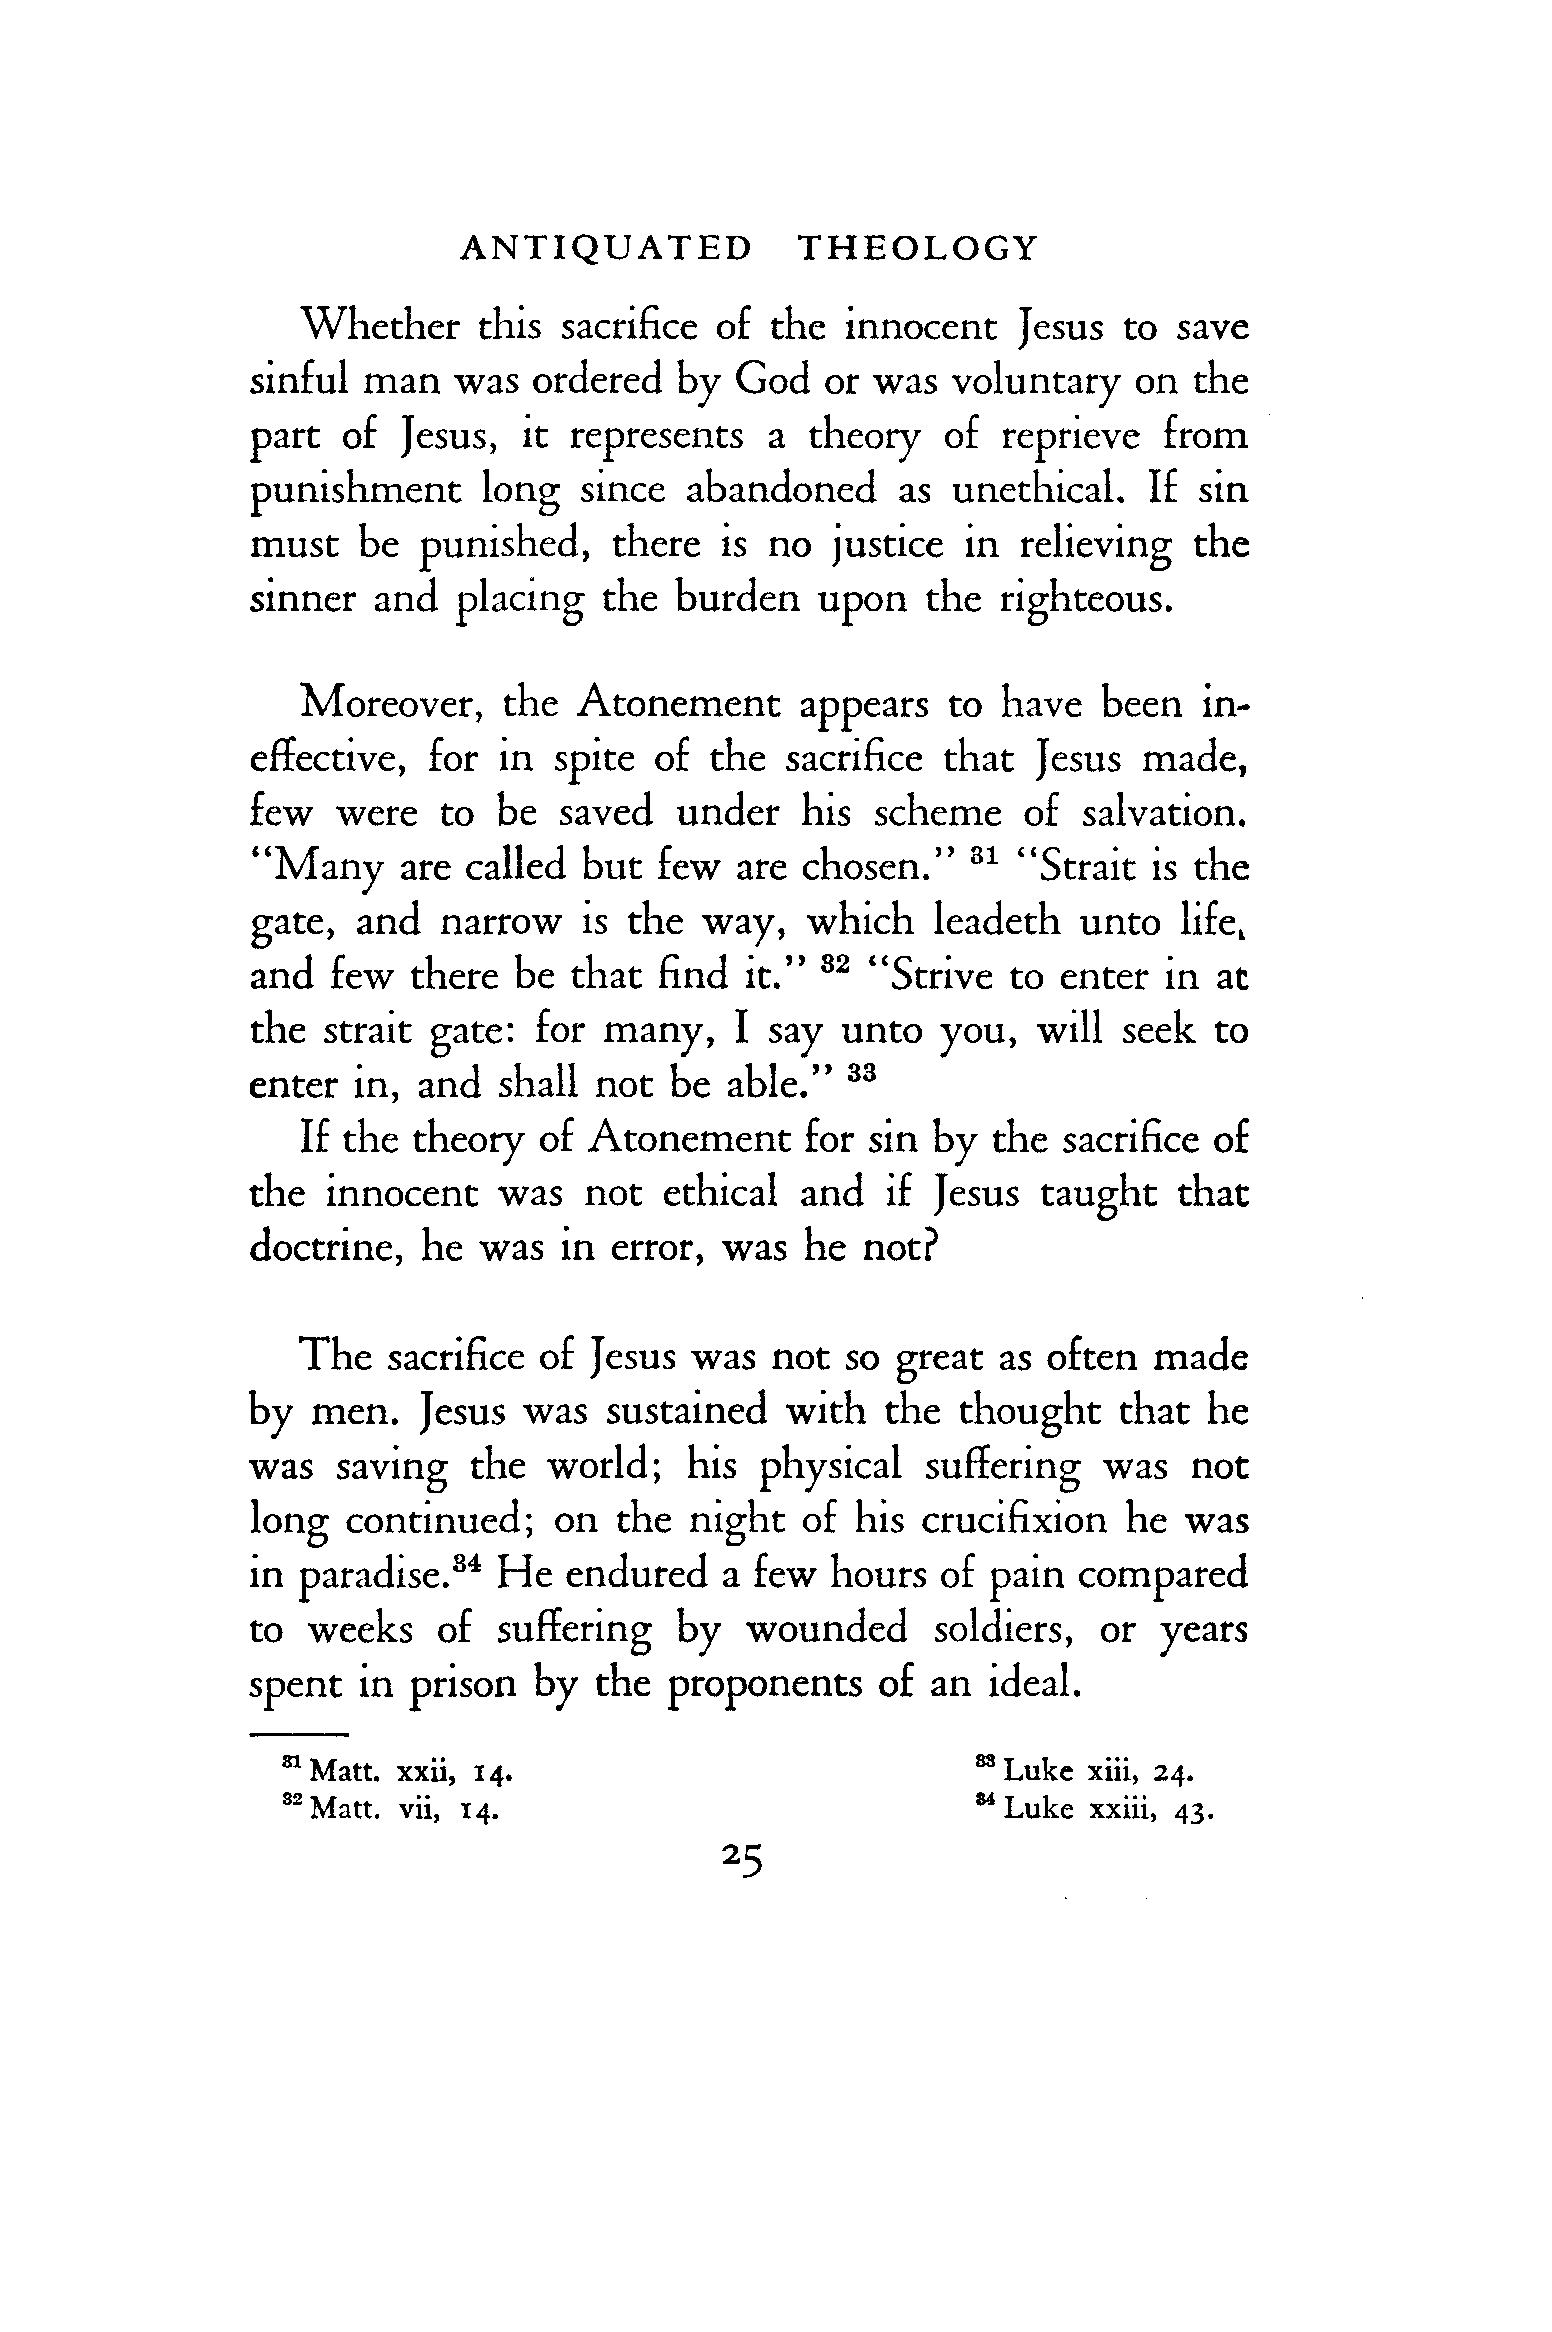 ANTIQUATED THEOLOGY
Whether this sacrifice of the innocent Jesus to save
sinful man was ordered by God or was voluntary on the
part of Jesus, it represents a theory of reprieve from
punishment long since abandoned as unethical. If sin
must be punished, there is no justice in relieving the
sinner and placing the burden upon the righteous.
Moreover, the Atonement appears to have been in-
effective, for in spite of the sacrifice that Jesus made,
few were to be saved under his scheme of salvation.
“Many are called but few are chosen.” ³¹ “Strait is the
gate, and narrow is the way, which leadeth unto life,
and few there be that find it.” ³² “Strive to enter in at
the strait gate: for many, I say unto you, will seek to
enter in, and shall not be able.” ³³
If the theory of Atonement for sin by the sacrifice of
the innocent was not ethical and if Jesus taught that
doctrine, he was in error, was he not?
The sacrifice of Jesus was not so great as often made
by men. Jesus was sustained with the thought that he
was saving the world; his physical suffering was not
long continued; on the night of his crucifixion he was
in paradise.³⁴ He endured a few hours of pain compared
to weeks of suffering by wounded soldiers, or years
spent in prison by the proponents of an ideal.
³¹ Matt. xxii, 14.
³² Matt. vii, 14.
³³ Luke xiii, 24.
³⁴ Luke xxiii, 43.
25